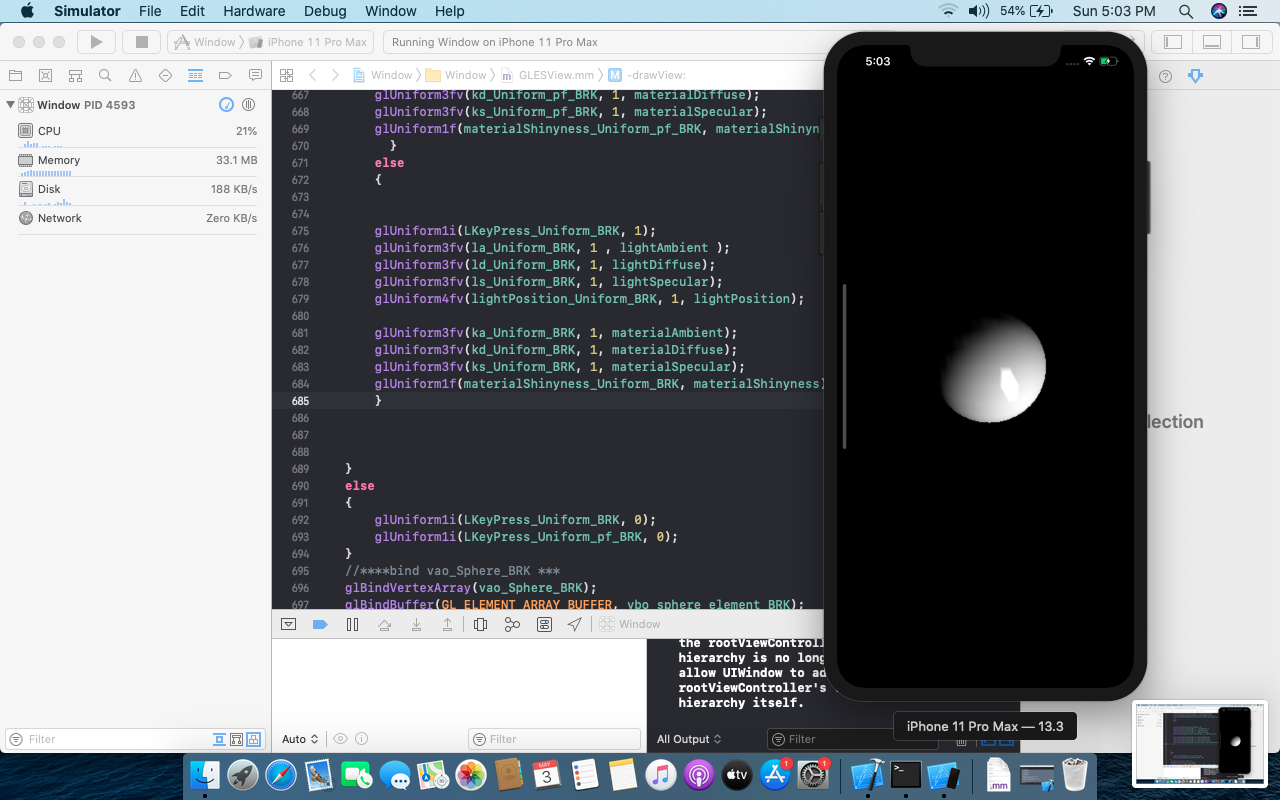 Simulator File Edit Hardware Debug Window Help 54% Sun 5:03 PM
Window iPhone 11 Pro Max Running Window on iPhone 11 Pro Max
Window Window GLESView.mm -drawView:
Window PID 4593
CPU 21%
Memory 33.1 MB
Disk 188 KB/s
Network Zero KB/s
667 glUniform3fv(kd_Uniform_pf_BRK, 1, materialDiffuse);
668 glUniform3fv(ks_Uniform_pf_BRK, 1, materialSpecular);
669 glUniform1f(materialShinyness_Uniform_pf_BRK, materialShinyn
670 }
671 else
672 {
673
674
675 glUniform1i(LKeyPress_Uniform_BRK, 1);
676 glUniform3fv(la_Uniform_BRK, 1 , lightAmbient );
677 glUniform3fv(ld_Uniform_BRK, 1, lightDiffuse);
678 glUniform3fv(ls_Uniform_BRK, 1, lightSpecular);
679 glUniform4fv(lightPosition_Uniform_BRK, 1, lightPosition);
680
681 glUniform3fv(ka_Uniform_BRK, 1, materialAmbient);
682 glUniform3fv(kd_Uniform_BRK, 1, materialDiffuse);
683 glUniform3fv(ks_Uniform_BRK, 1, materialSpecular);
684 glUniform1f(materialShinyness_Uniform_BRK, materialShinyness)
685 }
686
687
688
689 }
690 else
691 {
692 glUniform1i(LKeyPress_Uniform_BRK, 0);
693 glUniform1i(LKeyPress_Uniform_pf_BRK, 0);
694 }
695 //****bind vao_Sphere_BRK ***
696 glBindVertexArray(vao_Sphere_BRK);
697 glBindBuffer(GL_ELEMENT_ARRAY_BUFFER, vbo_sphere_element_BRK);
Window
5:03
lection
the rootViewControll
hierarchy is no long
allow UIWindow to ad
rootViewController's
hierarchy itself.
iPhone 11 Pro Max — 13.3
Filter
Auto
Filter
All Output
Filter
MAY
3
tv
1
1
.mm